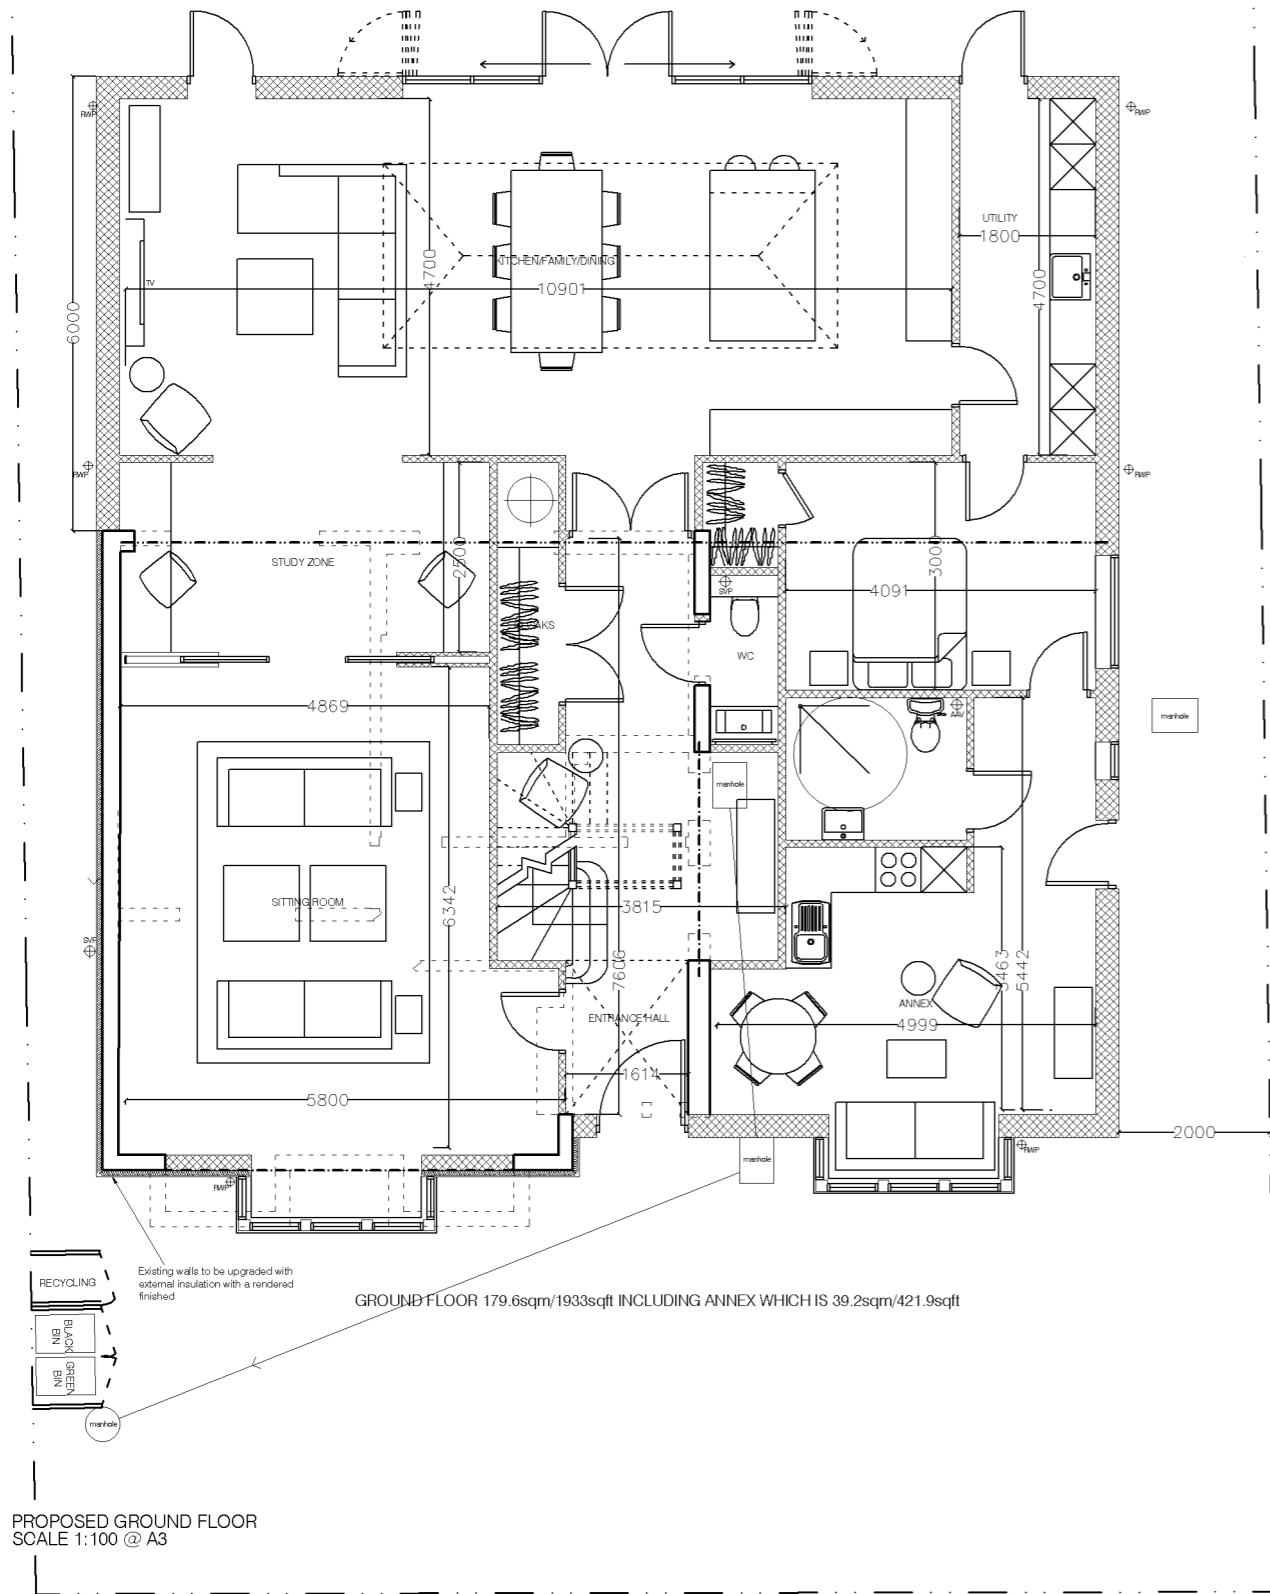 RWP
RWP
UTILITY
1800
4700
KITCHEN/FAMILY/DINING
TV
10901
4700
6000
RWP
RWP
STUDY ZONE
2500
3000
4091
SVP
WC
4869
AAV
manhole
manhole
SITTING ROOM
6342
3815
SVP
7606
5442
ANNEX
4999
ENTRANCE HALL
1614
5800
2000
RWP
manhole
RWP
Existing walls to be upgraded with
external insulation with a rendered
finished
RECYCLING
GROUND FLOOR 179.6sqm/1933sqft INCLUDING ANNEX WHICH IS 39.2sqm/421.9sqft
BLACK
BIN
GREEN
BIN
manhole
PROPOSED GROUND FLOOR
SCALE 1:100 @ A3